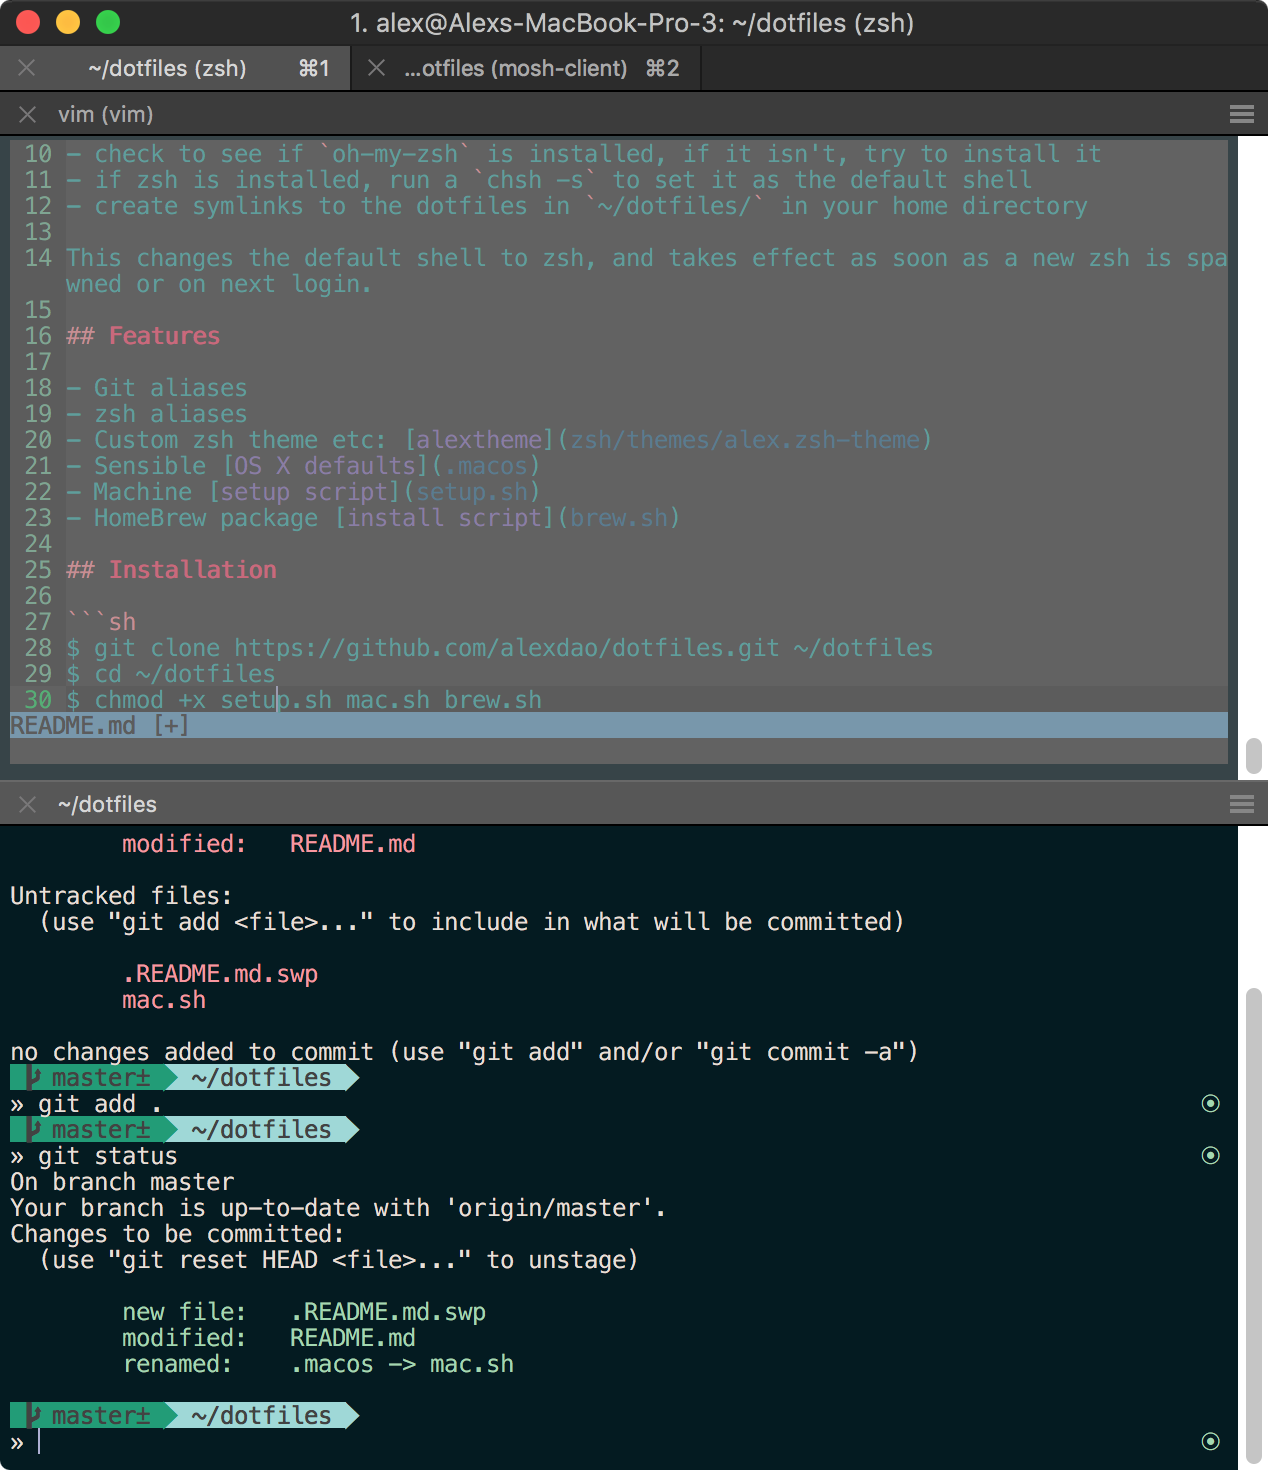 1. alex@Alexs-MacBook-Pro-3: ~/dotfiles (zsh)
~/dotfiles (zsh) ⌘1 ...otfiles (mosh-client) ⌘2
vim (vim)
10 - check to see if `oh-my-zsh` is installed, if it isn't, try to install it
11 - if zsh is installed, run a `chsh -s` to set it as the default shell
12 - create symlinks to the dotfiles in `~/dotfiles/` in your home directory
13
14 This changes the default shell to zsh, and takes effect as soon as a new zsh is spa
wned or on next login.
15
16 ## Features
17
18 - Git aliases
19 - zsh aliases
20 - Custom zsh theme etc: [alextheme](zsh/themes/alex.zsh-theme)
21 - Sensible [OS X defaults](.macos)
22 - Machine [setup script](setup.sh)
23 - HomeBrew package [install script](brew.sh)
24
25 ## Installation
26
27 ```sh
28 $ git clone https://github.com/alexdao/dotfiles.git ~/dotfiles
29 $ cd ~/dotfiles
30 $ chmod +x setup.sh mac.sh brew.sh
README.md [+]
~/dotfiles
modified:   README.md
Untracked files:
(use "git add <file>..." to include in what will be committed)
.README.md.swp
mac.sh
no changes added to commit (use "git add" and/or "git commit -a")
master± ~/dotfiles
» git add .
master± ~/dotfiles
» git status
On branch master
Your branch is up-to-date with 'origin/master'.
Changes to be committed:
(use "git reset HEAD <file>..." to unstage)
new file:   .README.md.swp
modified:   README.md
renamed:    .macos -> mac.sh
master± ~/dotfiles
»